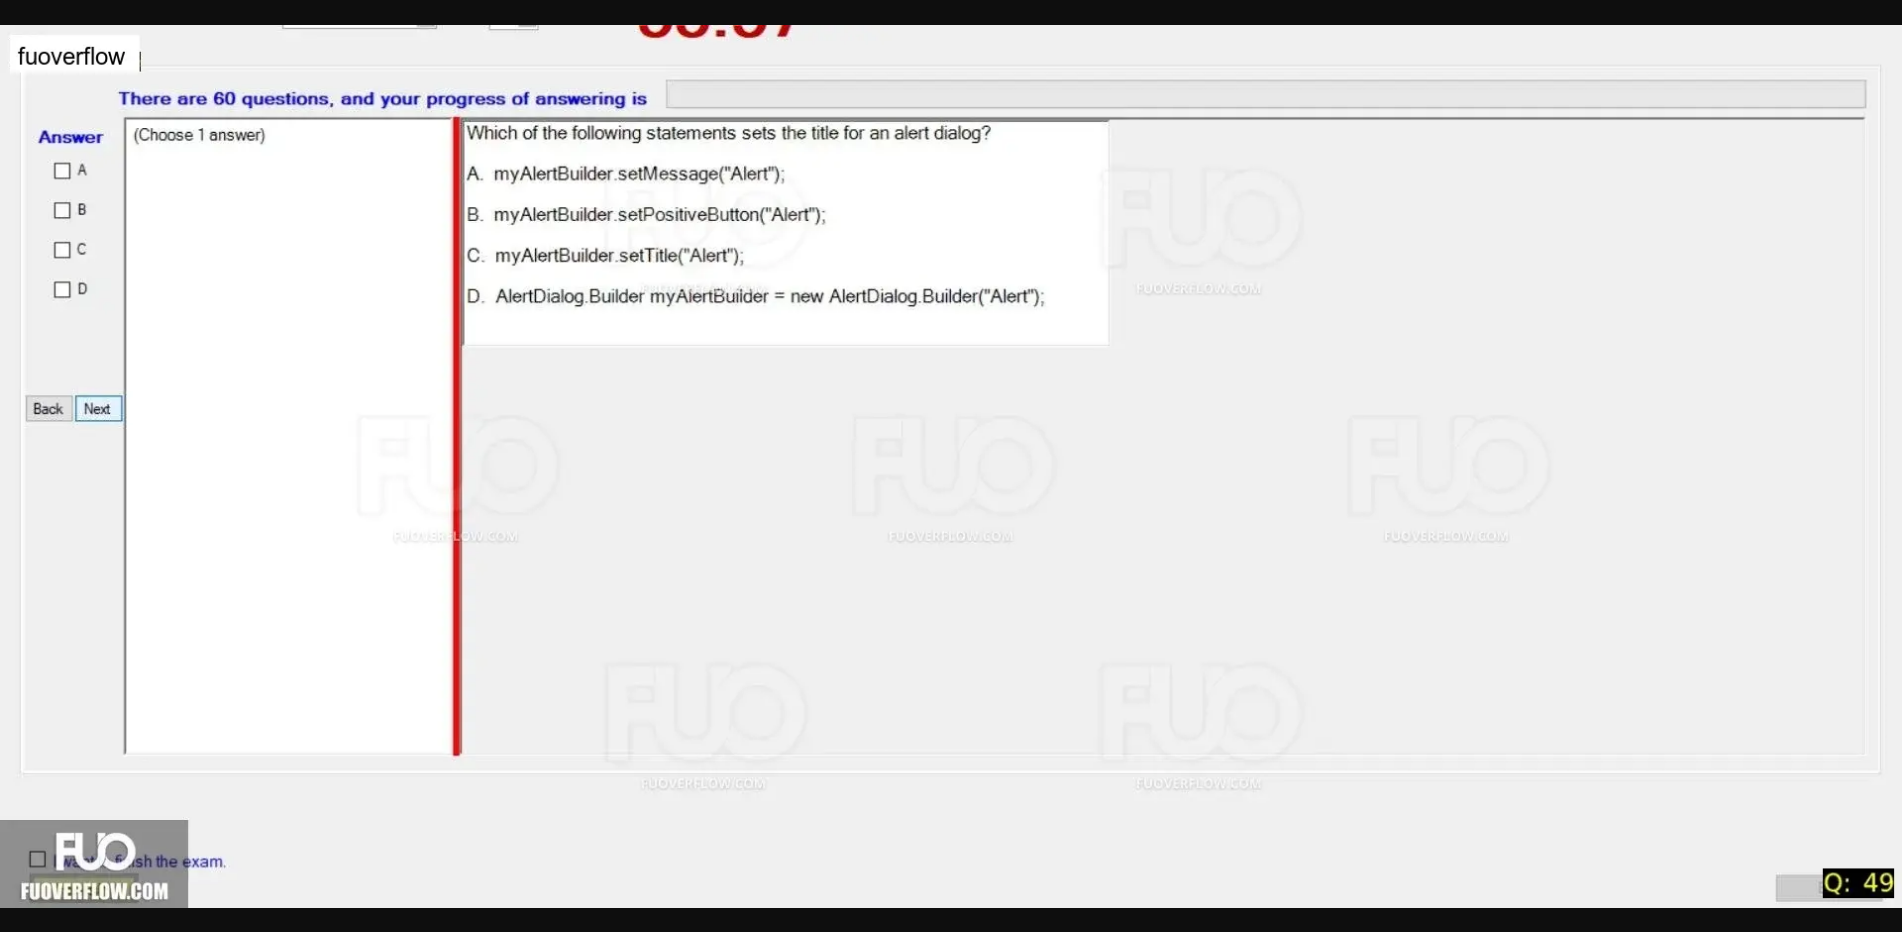 fuoverflow
There are 60 questions, and your progress of answering is
Answer
(Choose 1 answer)
A
B
C
D
Back
Next
Which of the following statements sets the title for an alert dialog?
A. myAlertBuilder.setMessage("Alert");
B. myAlertBuilder.setPositiveButton("Alert");
C. myAlertBuilder.setTitle("Alert");
D. AlertDialog.Builder myAlertBuilder = new AlertDialog.Builder("Alert");
FUO
FUOVERFLOW.COM
FUO
FUOVERFLOW.COM
FUO
FUOVERFLOW.COM
FUO
FUOVERFLOW.COM
FUO
FUOVERFLOW.COM
FUO
FUOVERFLOW.COM
FUO
FUOVERFLOW.COM
the exam.
FUO
FUOVERFLOW.COM
Q: 49